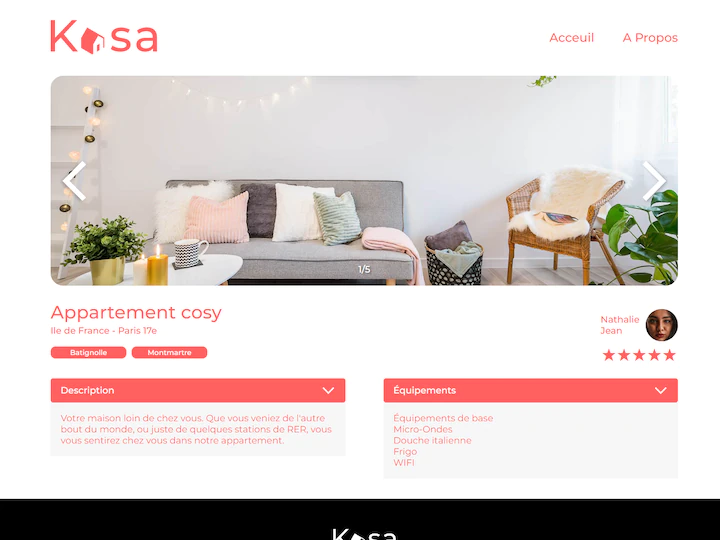 Kasa
Acceuil
A Propos
1/5
Appartement cosy
Ile de France - Paris 17e
Batignolle
Montmartre
Nathalie
Jean
Description
Votre maison loin de chez vous. Que vous veniez de l'autre
bout du monde, ou juste de quelques stations de RER, vous
vous sentirez chez vous dans notre appartement.
Équipements
Équipements de base
Micro-Ondes
Douche italienne
Frigo
WIFI
Kasa